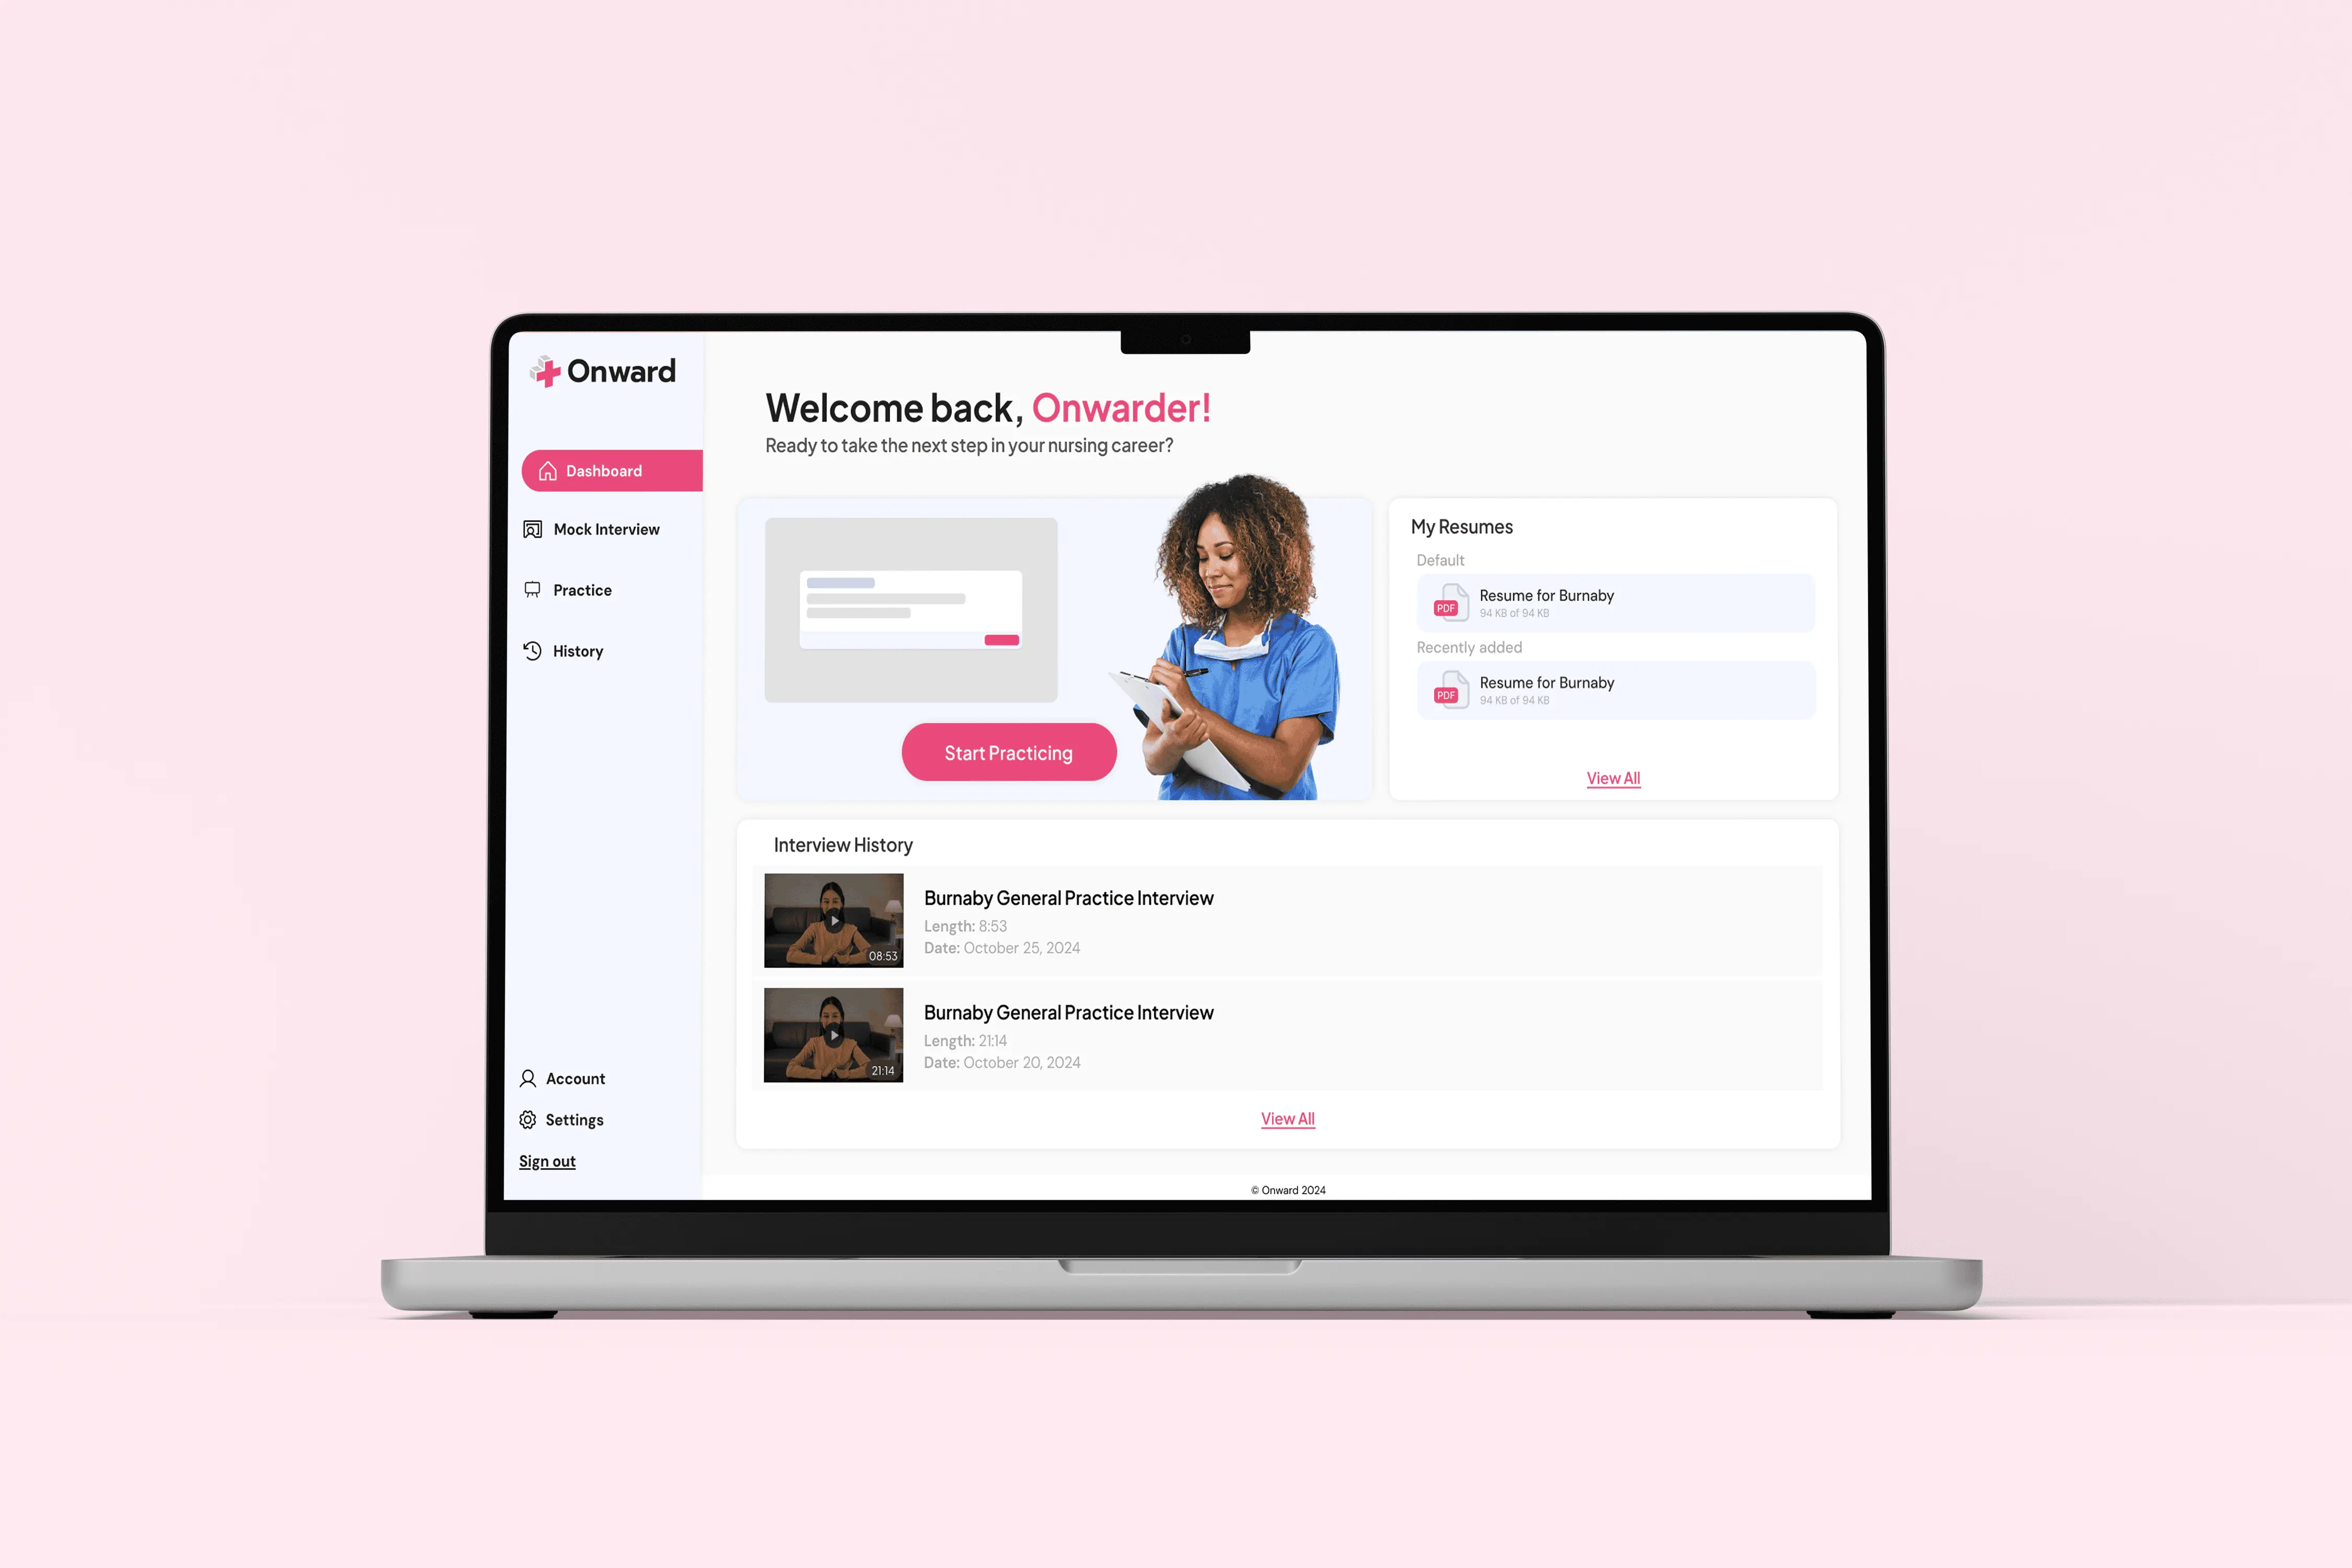 Onward
Dashboard
Mock Interview
Practice
History
Account
Settings
Sign out
Welcome back, Onwarder!
Ready to take the next step in your nursing career?
Start Practicing
My Resumes
Default
PDF
Resume for Burnaby
94 KB of 94 KB
Recently added
PDF
Resume for Burnaby
94 KB of 94 KB
View All
Interview History
08:53
Burnaby General Practice Interview
Length: 8:53
Date: October 25, 2024
21:14
Burnaby General Practice Interview
Length: 21:14
Date: October 20, 2024
View All
© Onward 2024